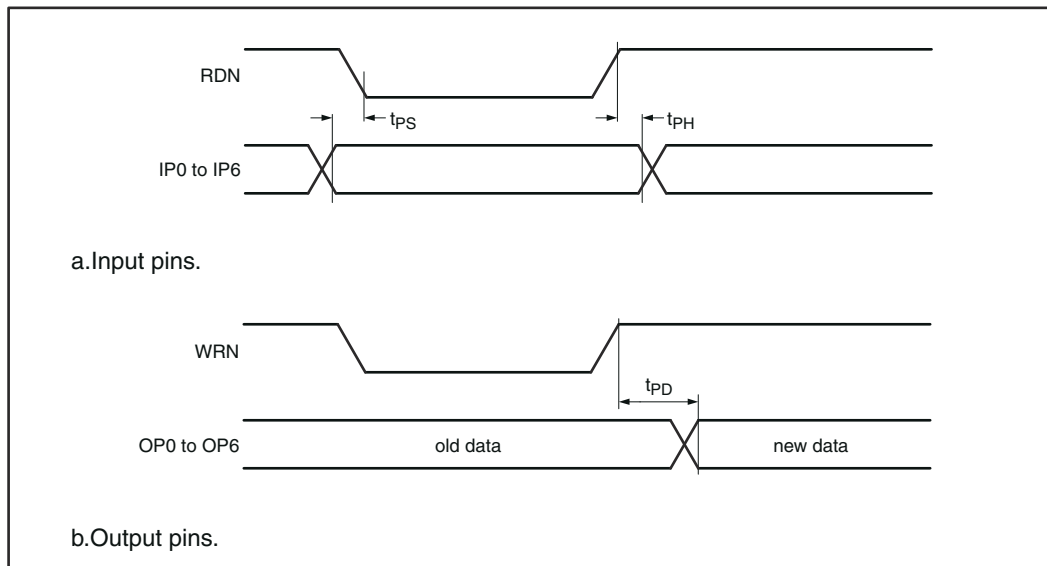 RDN
tPS
tPH
IP0 to IP6
a.Input pins.
WRN
tPD
OP0 to OP6
old data
new data
b.Output pins.